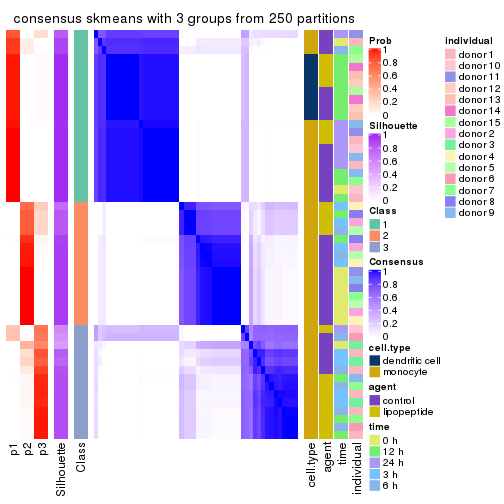 consensus skmeans with 3 groups from 250 partitions
Prob
1
0.8
0.6
0.4
0.2
0
Silhouette
1
0.8
0.6
0.4
0.2
0
Class
1
2
3
Consensus
1
0.8
0.6
0.4
0.2
0
cell.type
dendritic cell
monocyte
agent
control
lipopeptide
time
0 h
12 h
24 h
3 h
6 h
individual
donor 1
donor 10
donor 11
donor 12
donor 13
donor 14
donor 15
donor 2
donor 3
donor 4
donor 5
donor 6
donor 7
donor 8
donor 9
p1
p2
p3
Silhouette
Class
cell.type
agent
time
individual